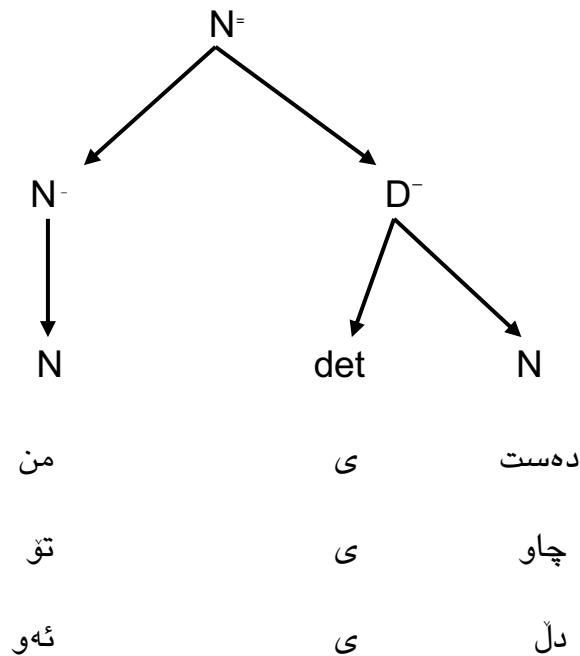 N⁼
N⁻ D⁻
N det N
دەست ی من
چاو ی تۆ
دڵ ی ئەو